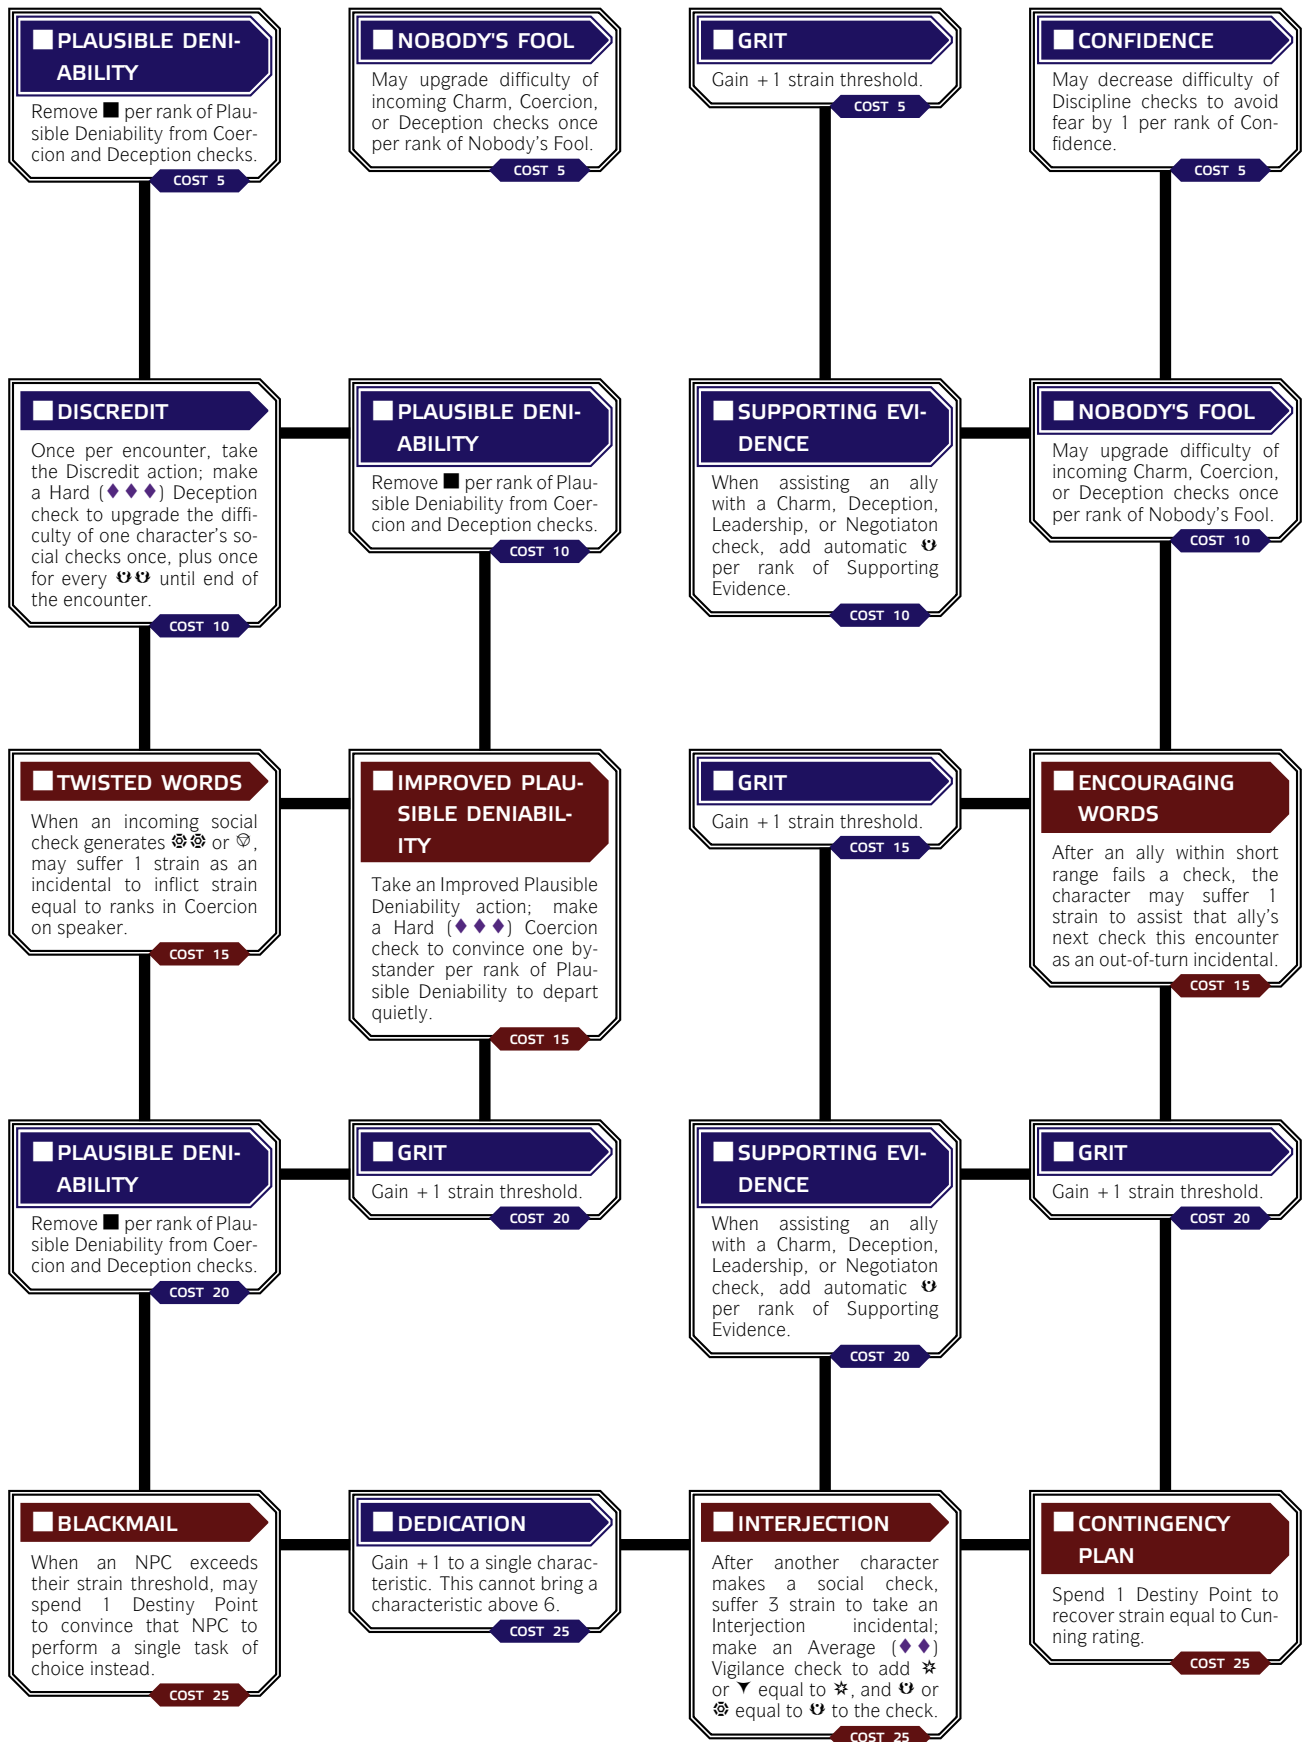 PLAUSIBLE DENI-
ABILITY
Remove ■ per rank of Plau-
sible Deniability from Coer-
cion and Deception checks.
COST 5
NOBODY'S FOOL
May upgrade difficulty of
incoming Charm, Coercion,
or Deception checks once
per rank of Nobody's Fool.
COST 5
GRIT
Gain +1 strain threshold.
COST 5
CONFIDENCE
May decrease difficulty of
Discipline checks to avoid
fear by 1 per rank of Con-
fidence.
COST 5
DISCREDIT
Once per encounter, take
the Discredit action; make
a Hard (♦♦♦) Deception
check to upgrade the diffi-
culty of one character's so-
cial checks once, plus once
for every until end of
the encounter.
COST 10
PLAUSIBLE DENI-
ABILITY
Remove ■ per rank of Plau-
sible Deniability from Coer-
cion and Deception checks.
COST 10
SUPPORTING EVI-
DENCE
When assisting an ally
with a Charm, Deception,
Leadership, or Negotiaton
check, add automatic
per rank of Supporting
Evidence.
COST 10
NOBODY'S FOOL
May upgrade difficulty of
incoming Charm, Coercion,
or Deception checks once
per rank of Nobody's Fool.
COST 10
TWISTED WORDS
When an incoming social
check generates or ,
may suffer 1 strain as an
incidental to inflict strain
equal to ranks in Coercion
on speaker.
COST 15
IMPROVED PLAU-
SIBLE DENIABIL-
ITY
Take an Improved Plausible
Deniability action; make
a Hard (♦♦♦) Coercion
check to convince one by-
stander per rank of Plau-
sible Deniability to depart
quietly.
COST 15
GRIT
Gain +1 strain threshold.
COST 15
ENCOURAGING
WORDS
After an ally within short
range fails a check, the
character may suffer 1
strain to assist that ally's
next check this encounter
as an out-of-turn incidental.
COST 15
PLAUSIBLE DENI-
ABILITY
Remove ■ per rank of Plau-
sible Deniability from Coer-
cion and Deception checks.
COST 20
GRIT
Gain +1 strain threshold.
COST 20
SUPPORTING EVI-
DENCE
When assisting an ally
with a Charm, Deception,
Leadership, or Negotiaton
check, add automatic
per rank of Supporting
Evidence.
COST 20
GRIT
Gain +1 strain threshold.
COST 20
BLACKMAIL
When an NPC exceeds
their strain threshold, may
spend 1 Destiny Point
to convince that NPC to
perform a single task of
choice instead.
COST 25
DEDICATION
Gain +1 to a single charac-
teristic. This cannot bring a
characteristic above 6.
COST 25
INTERJECTION
After another character
makes a social check,
suffer 3 strain to take an
Interjection incidental;
make an Average (♦♦)
Vigilance check to add
or equal to , and or
equal to to the check.
COST 25
CONTINGENCY
PLAN
Spend 1 Destiny Point to
recover strain equal to Cun-
ning rating.
COST 25